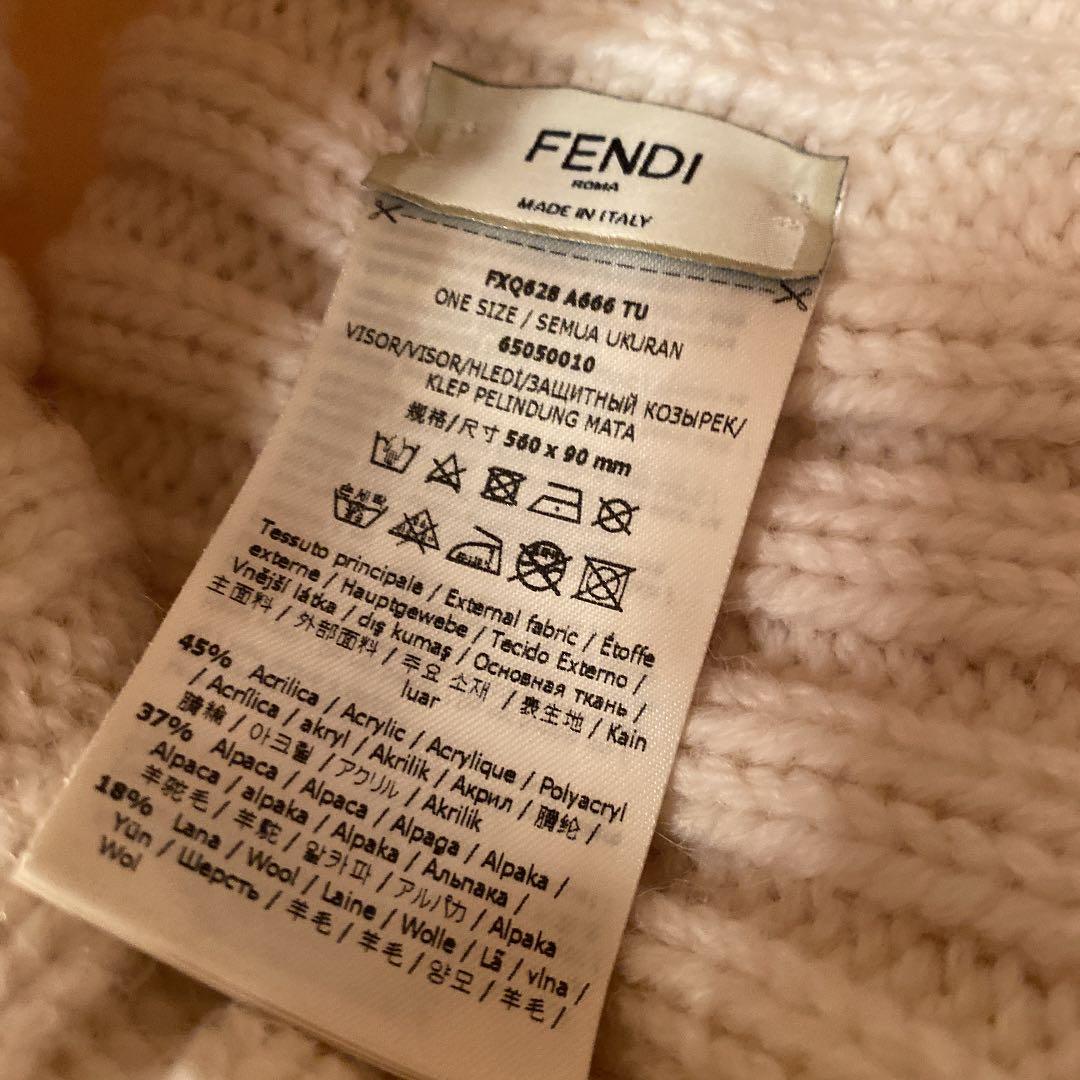 FENDI
ROMA
MADE IN ITALY
FXQ628 A666 TU
ONE SIZE / SEMUA UKURAN
65050010
VISOR/VISOR/HLEDÍ/ЗАЩИТНЫЙ КОЗЫРЕК/
KLEP PELINDUNG MATA
规格/尺寸 560 x 90 mm
손세탁
Tessuto principale / External fabric / Étoffe
externe / Hauptgewebe / Tecido Externo /
Vnější látka / dış kumaş / Основная ткань /
主面料 / 外部面料 / 주요 소재 / 表生地 / Kain
luar
45% Acrilica / Acrylic / Acrylique / Polyacryl
/ Acrílica / akryl / Akrilik / Акрил / 腈纶 /
腈綸 / 아크릴 / アクリル / Akrilik
37% Alpaca / Alpaca / Alpaga / Alpaka /
Alpaca / alpaka / Alpaka / Альпака /
羊驼毛 / 羊駝 / 알카파 / アルパカ / Alpaka
18% Lana / Wool / Laine / Wolle / Lã / vlna /
Yün / Шерсть / 羊毛 / 羊毛 / 양모 / 羊毛 /
Wol